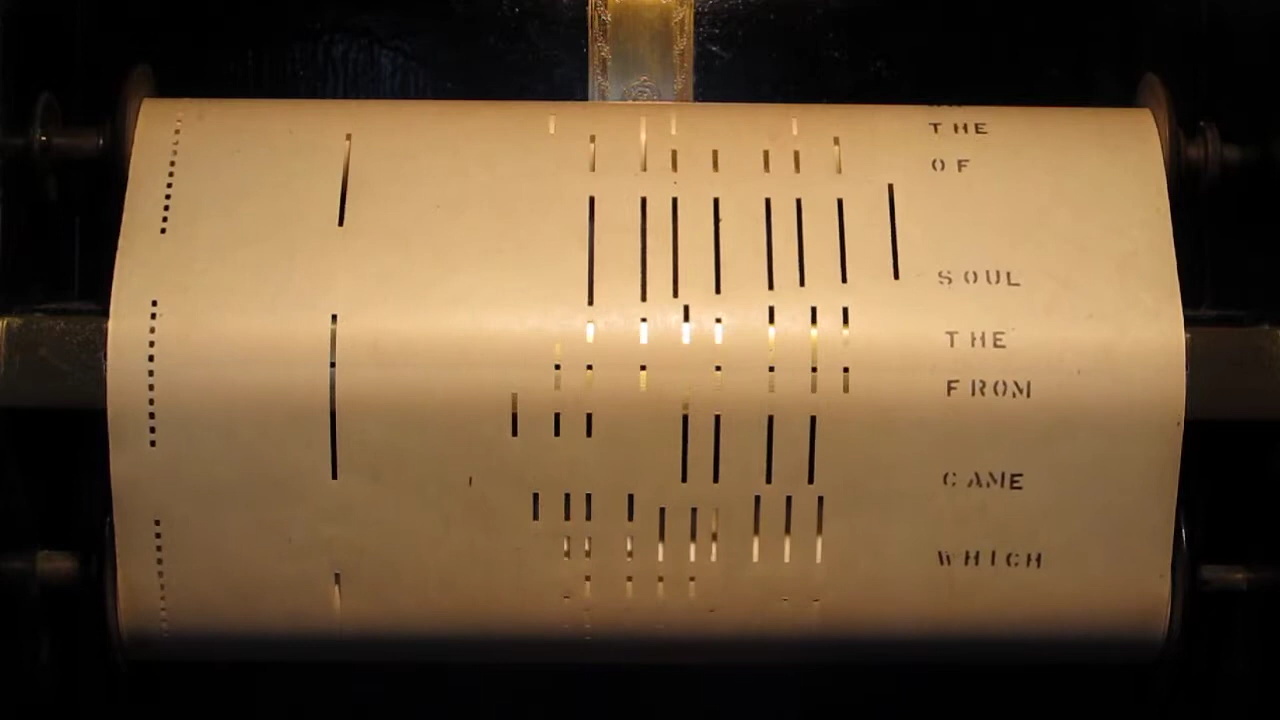 THE
OF
SOUL
THE
FROM
CAME
WHICH